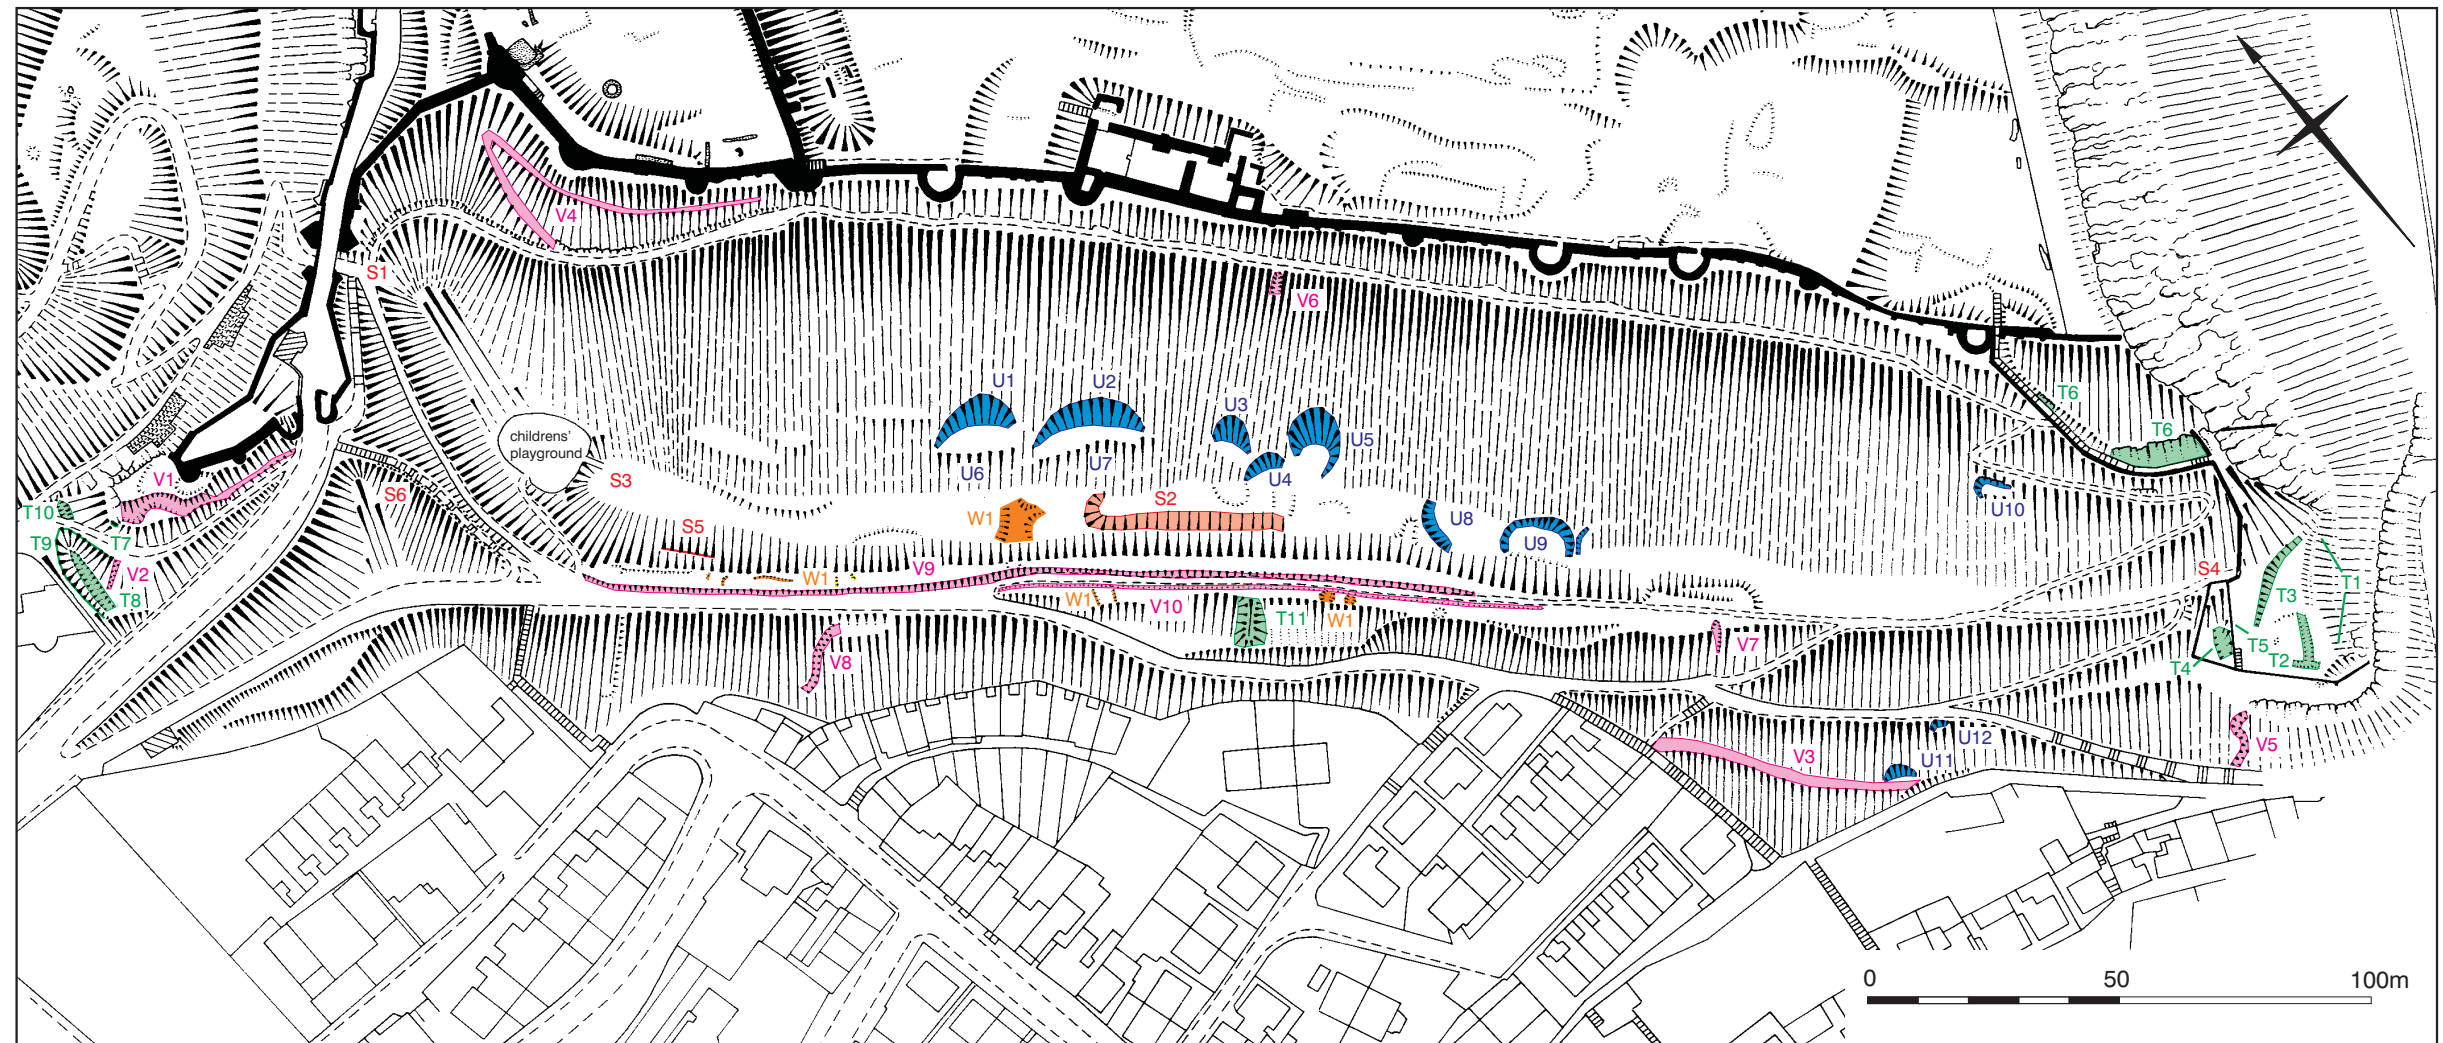 V4
S1
V6
U1
U2
U3
U5
T6
T6
childrens'
playground
U6
U7
U4
S3
V1
S6
S2
U10
T10
W1
U8
S5
T9
T7
U9
V9
V2
W1
S4
T1
T8
W1
V10
T11
W1
T3
V8
V7
T5
T4
T2
U12
V5
V3
U11
0
50
100m